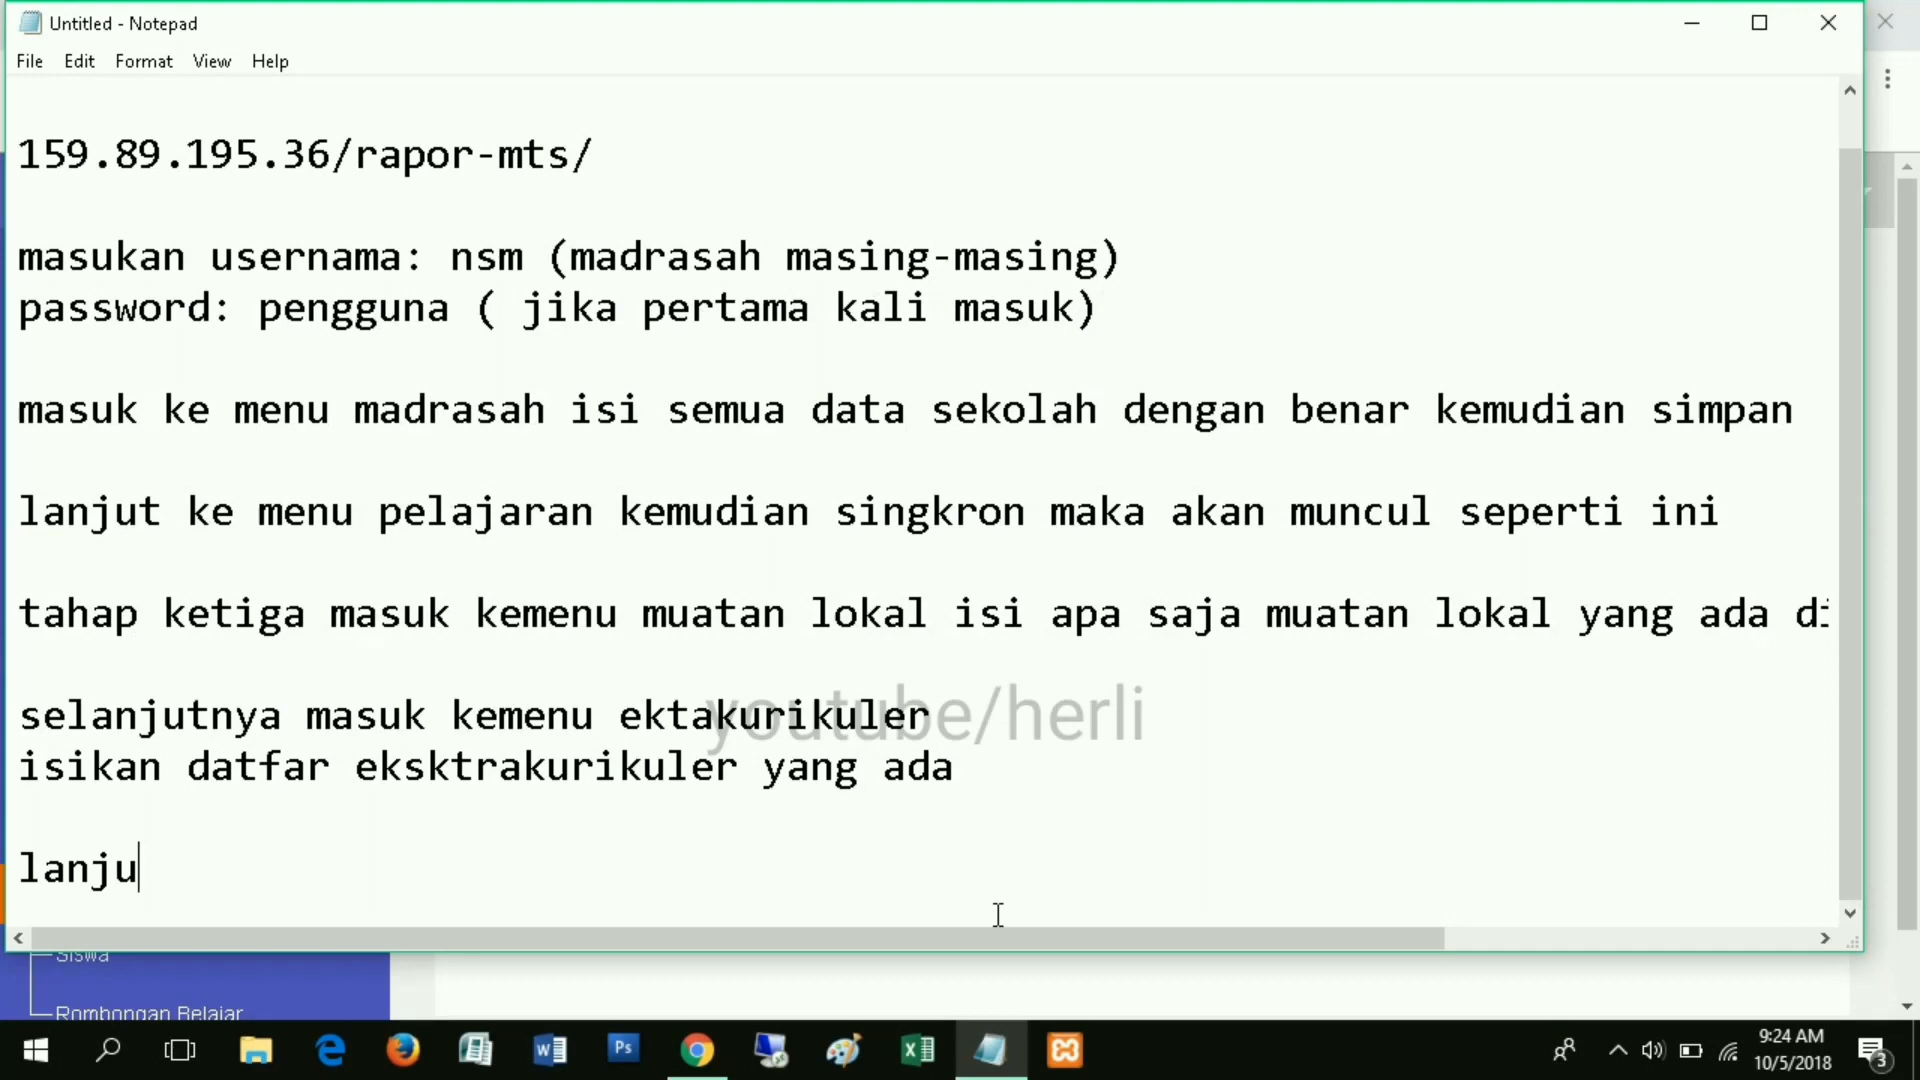 Untitled - Notepad
File Edit Format View Help
159.89.195.36/rapor-mts/
masukan usernama: nsm (madrasah masing-masing)
password: pengguna ( jika pertama kali masuk)
masuk ke menu madrasah isi semua data sekolah dengan benar kemudian simpan
lanjut ke menu pelajaran kemudian singkron maka akan muncul seperti ini
tahap ketiga masuk kemenu muatan lokal isi apa saja muatan lokal yang ada di
selanjutnya masuk kemenu ektakurikuler
youtube/herli
isikan datfar eksktrakurikuler yang ada
lanju
Siswa
Rombongan Belajar
Ps
9:24 AM
10/5/2018
3